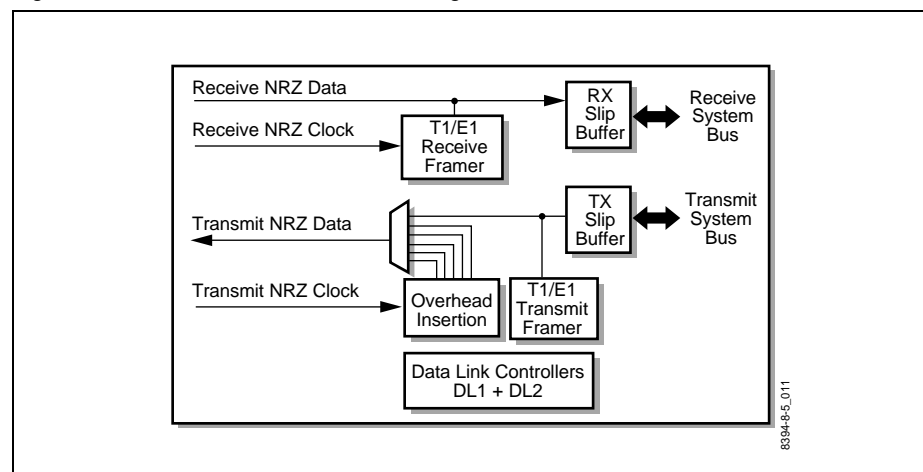 Receive NRZ Data
Receive NRZ Clock
T1/E1
Receive
Framer
RX
Slip
Buffer
Receive
System
Bus
Transmit NRZ Data
TX
Slip
Buffer
Transmit
System
Bus
Transmit NRZ Clock
Overhead
Insertion
T1/E1
Transmit
Framer
Data Link Controllers
DL1 + DL2
8394-8-5_011